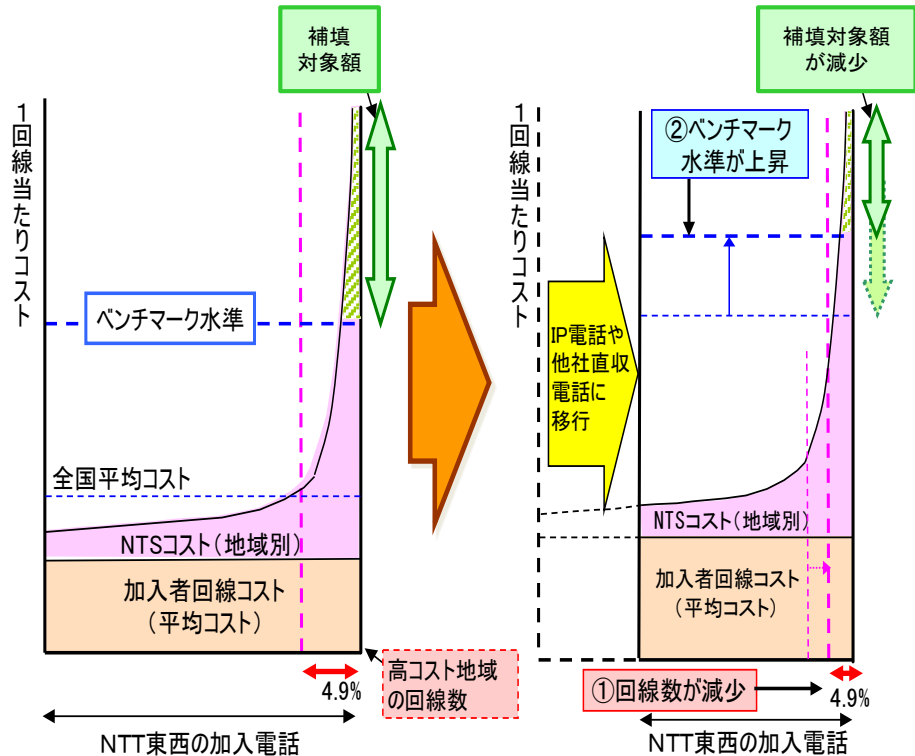 補填
対象額
1回線当たりコスト
ベンチマーク水準
全国平均コスト
NTSコスト(地域別)
加入者回線コスト
(平均コスト)
4.9%
高コスト地域
の回線数
NTT東西の加入電話
補填対象額
が減少
1回線当たりコスト
②ベンチマーク
水準が上昇
IP電話や
他社直収
電話に
移行
NTSコスト(地域別)
加入者回線コスト
(平均コスト)
①回線数が減少
4.9%
NTT東西の加入電話